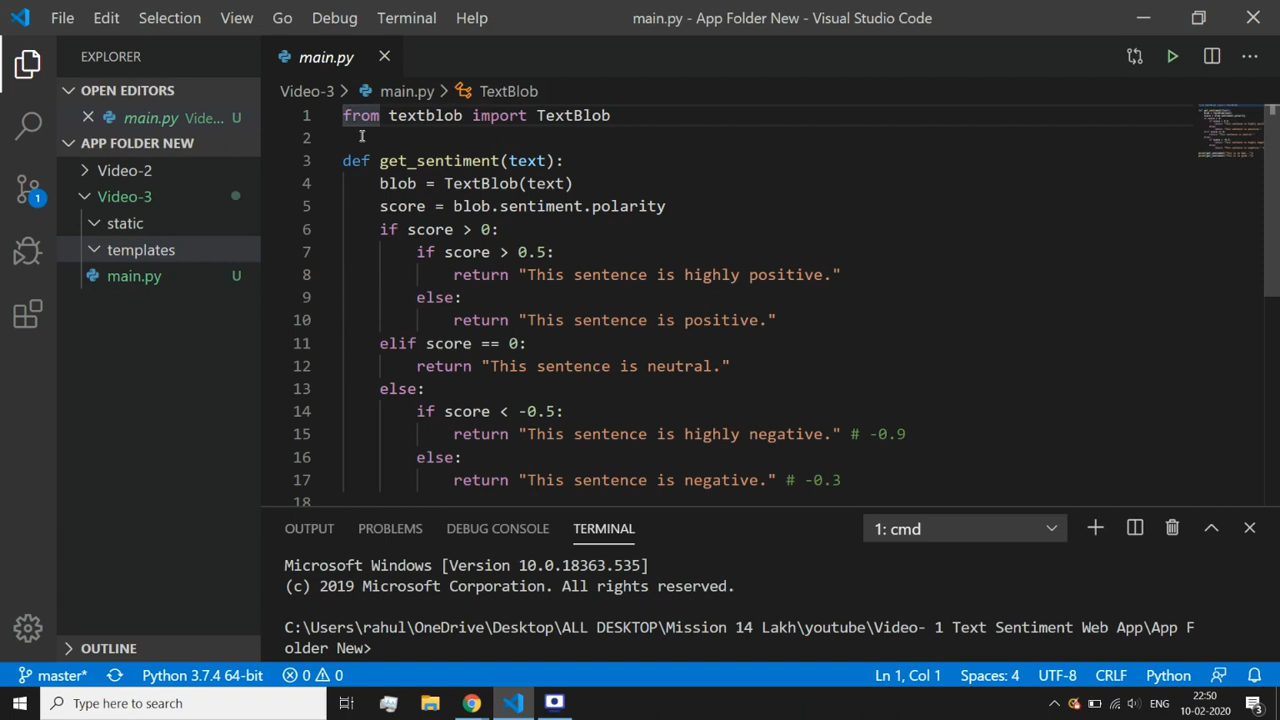 File Edit Selection View Go Debug Terminal Help main.py - App Folder New - Visual Studio Code
EXPLORER
OPEN EDITORS
main.py Vide... U
APP FOLDER NEW
Video-2
Video-3
static
templates
main.py U
OUTLINE
main.py
Video-3 > main.py > TextBlob
1 from textblob import TextBlob
2
3 def get_sentiment(text):
4 blob = TextBlob(text)
5 score = blob.sentiment.polarity
6 if score > 0:
7 if score > 0.5:
8 return "This sentence is highly positive."
9 else:
10 return "This sentence is positive."
11 elif score == 0:
12 return "This sentence is neutral."
13 else:
14 if score < -0.5:
15 return "This sentence is highly negative." # -0.9
16 else:
17 return "This sentence is negative." # -0.3
18
OUTPUT PROBLEMS DEBUG CONSOLE TERMINAL 1: cmd
Microsoft Windows [Version 10.0.18363.535]
(c) 2019 Microsoft Corporation. All rights reserved.
C:\Users\rahul\OneDrive\Desktop\ALL DESKTOP\Mission 14 Lakh\youtube\Video- 1 Text Sentiment Web App\App F
older New>
1
master* Python 3.7.4 64-bit 0 0 Ln 1, Col 1 Spaces: 4 UTF-8 CRLF Python
Type here to search ENG 22:50
10-02-2020 3